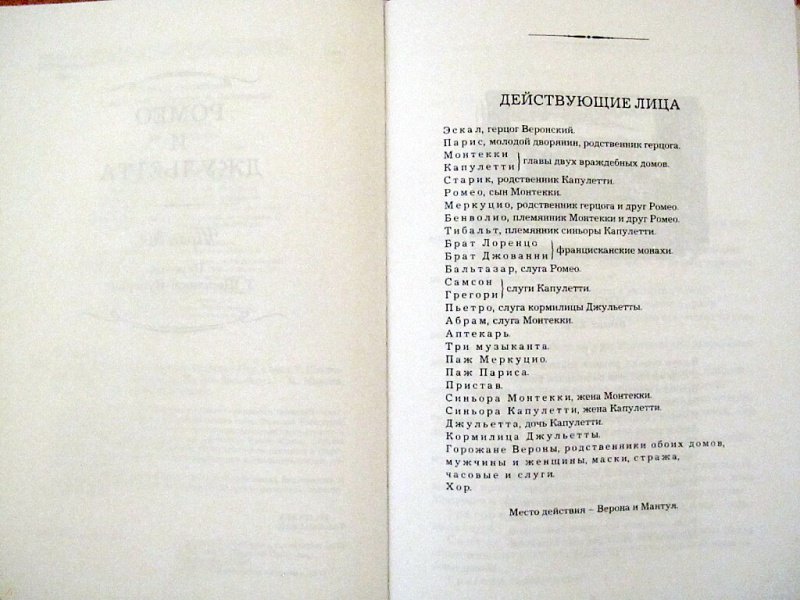 РОМЕО
И
ДЖУЛЬЕТТА
ДЕЙСТВУЮЩИЕ ЛИЦА
Эскал, герцог Веронский.
Парис, молодой дворянин, родственник герцога.
Монтекки
Капулетти } главы двух враждебных домов.
Старик, родственник Капулетти.
Ромео, сын Монтекки.
Меркуцио, родственник герцога и друг Ромео.
Бенволио, племянник Монтекки и друг Ромео.
Тибальт, племянник синьоры Капулетти.
Брат Лоренцо
Брат Джованни } францисканские монахи.
Бальтазар, слуга Ромео.
Самсон
Грегори } слуги Капулетти.
Пьетро, слуга кормилицы Джульетты.
Абрам, слуга Монтекки.
Аптекарь.
Три музыканта.
Паж Меркуцио.
Паж Париса.
Пристав.
Синьора Монтекки, жена Монтекки.
Синьора Капулетти, жена Капулетти.
Джульетта, дочь Капулетти.
Кормилица Джульетты.
Горожане Вероны, родственники обоих домов,
мужчины и женщины, маски, стража,
часовые и слуги.
Хор.
Место действия – Верона и Мантуя.